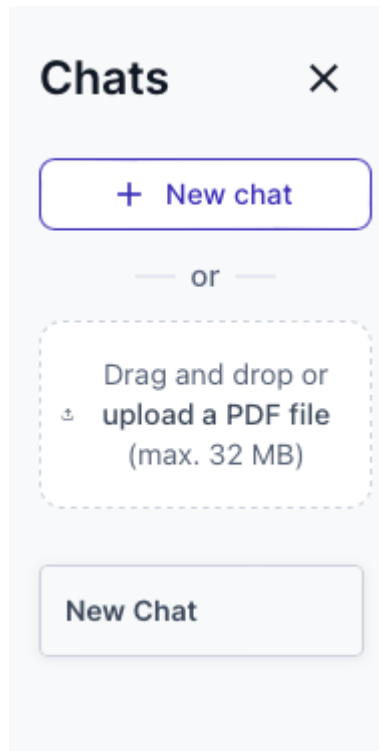 Chats
New chat
or
Drag and drop or
upload a PDF file
(max. 32 MB)
New Chat